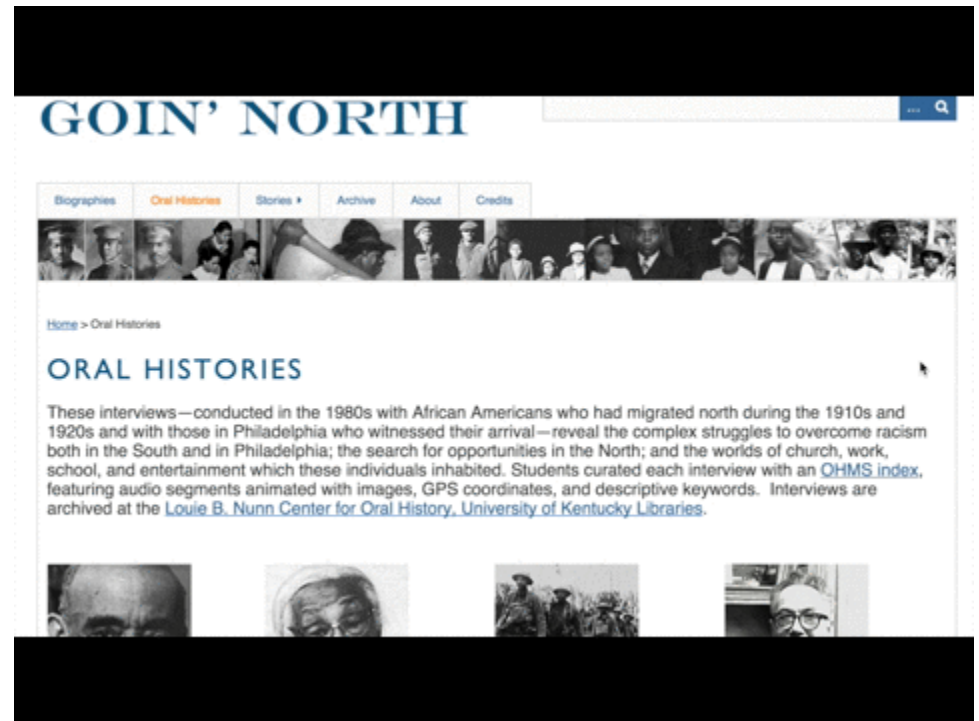 GOIN' NORTH
...
Biographies Oral Histories Stories Archive About Credits
Home > Oral Histories
ORAL HISTORIES
These interviews—conducted in the 1980s with African Americans who had migrated north during the 1910s and
1920s and with those in Philadelphia who witnessed their arrival—reveal the complex struggles to overcome racism
both in the South and in Philadelphia; the search for opportunities in the North; and the worlds of church, work,
school, and entertainment which these individuals inhabited. Students curated each interview with an OHMS index,
featuring audio segments animated with images, GPS coordinates, and descriptive keywords. Interviews are
archived at the Louie B. Nunn Center for Oral History, University of Kentucky Libraries.